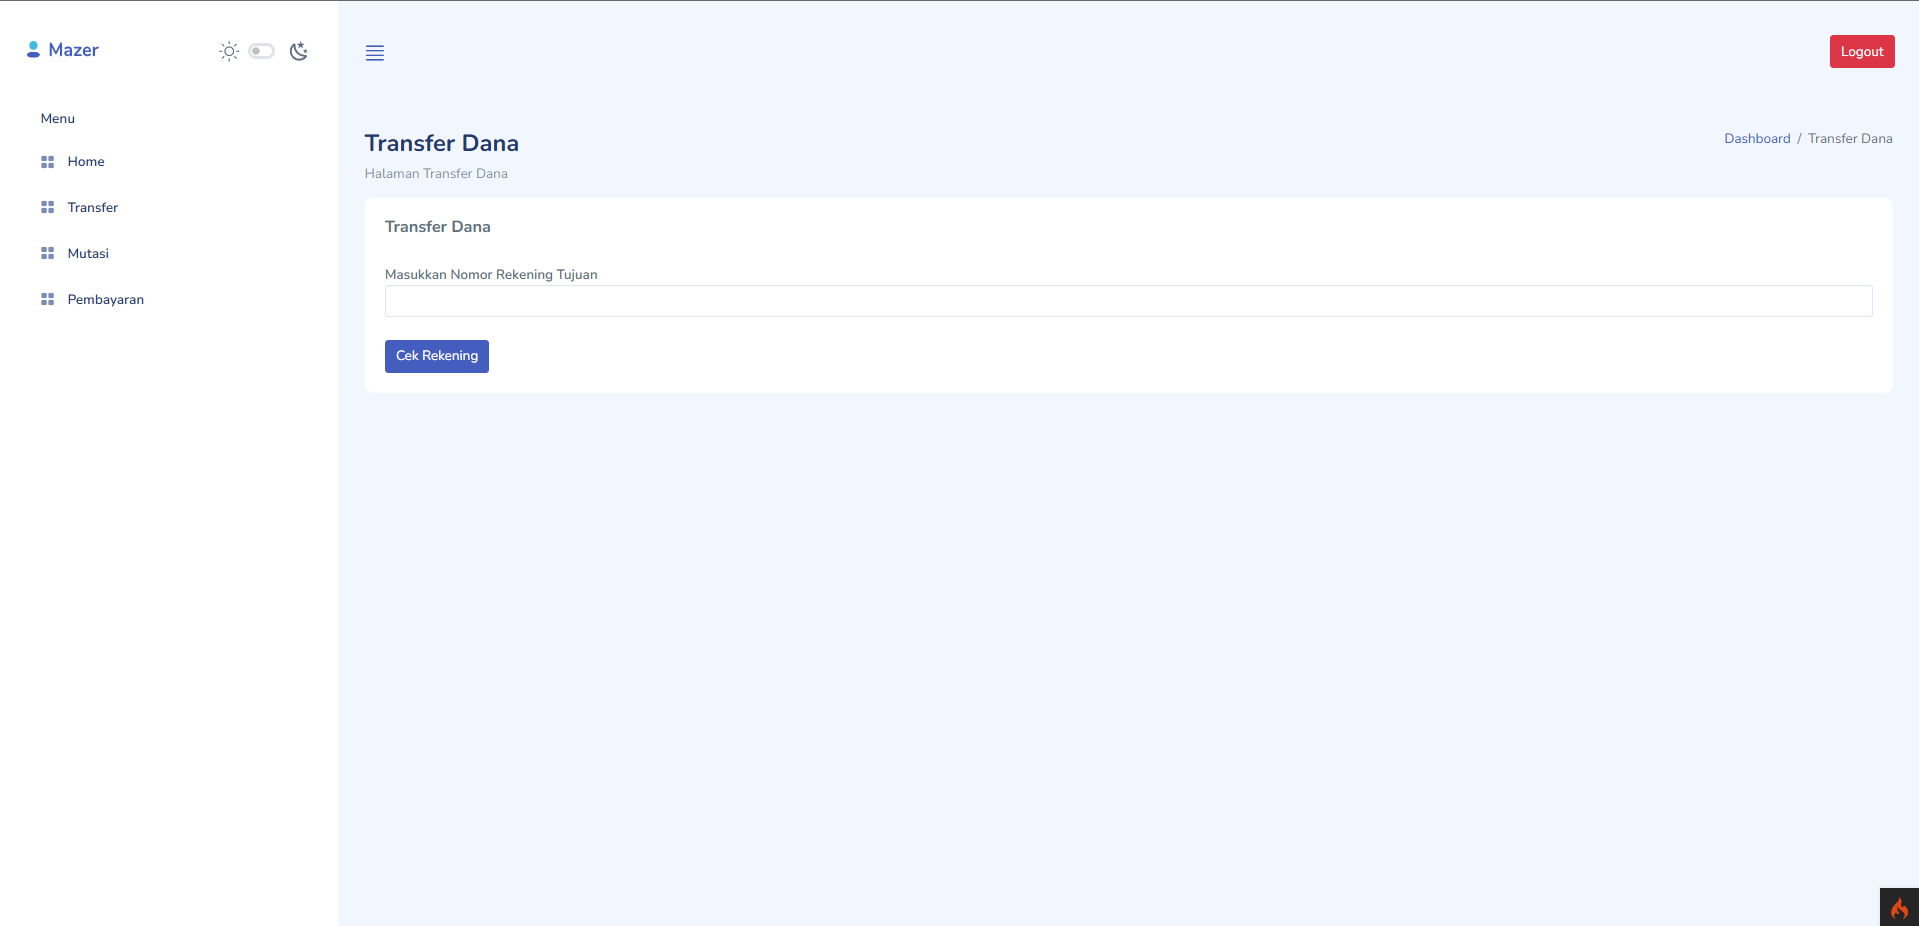 Mazer
Logout
Menu
Home
Transfer
Mutasi
Pembayaran
Transfer Dana
Dashboard / Transfer Dana
Halaman Transfer Dana
Transfer Dana
Masukkan Nomor Rekening Tujuan
Cek Rekening